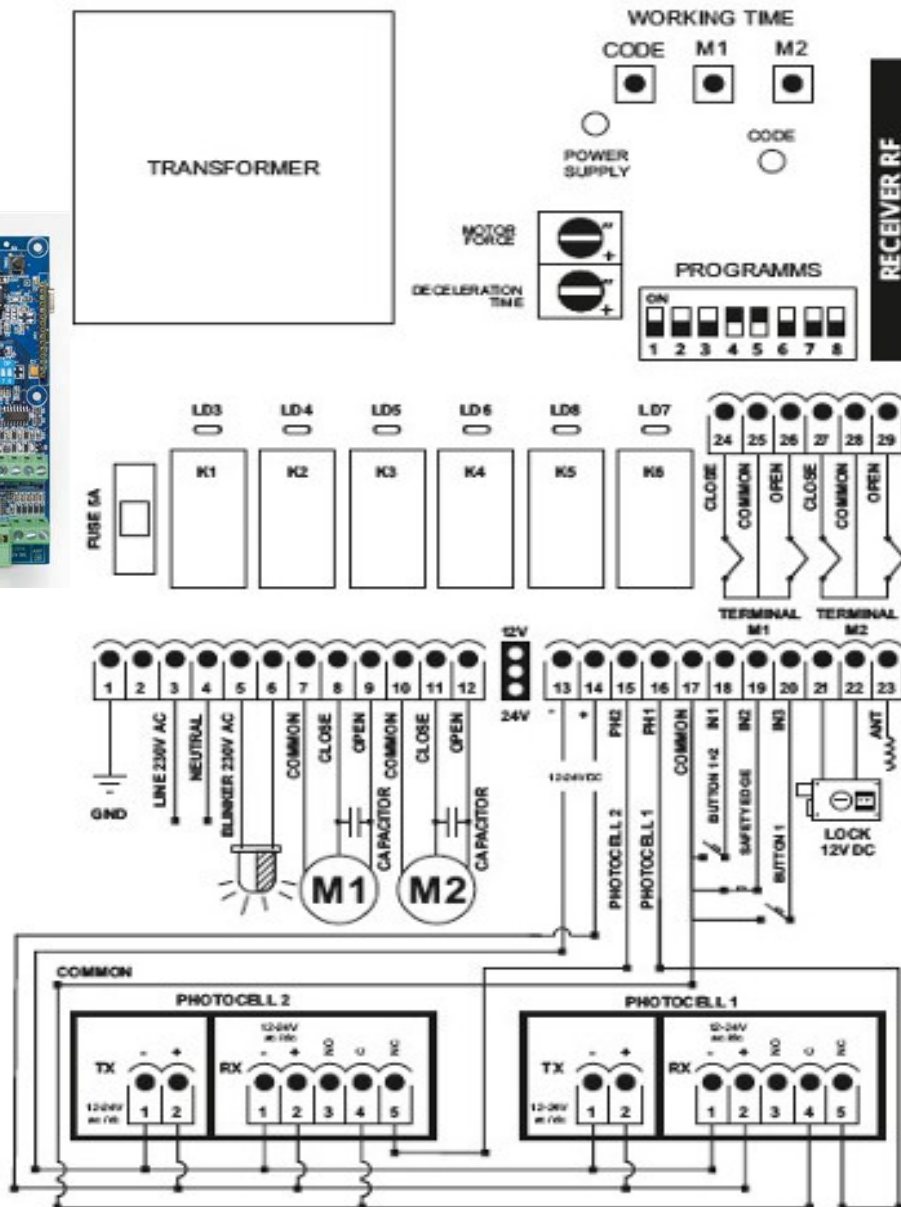 WORKING TIME
CODE M1 M2
TRANSFORMER
POWER
SUPPLY
CODE
RECEIVER RF
MOTOR
FORCE
DECELERATION
TIME
PROGRAMMS
ON
1 2 3 4 5 6 7 8
LD3 LD4 LD5 LD6 LD8 LD7
K1 K2 K3 K4 K5 K6
FUSE 5A
24 25 26 27 28 29
CLOSE COMMON OPEN CLOSE COMMON OPEN
TERMINAL
M1
TERMINAL
M2
1 2 3 4 5 6 7 8 9 10 11 12
12V
24V
13 14 15 16 17 18 19 20 21 22 23
GND
LINE 230V AC
NEUTRAL
BLINKER 230V AC
COMMON
CLOSE
OPEN
CAPACITOR
COMMON
CLOSE
OPEN
CAPACITOR
M1 M2
- +
12-24VDC
PH2
PHOTOCELL 2
PH1
PHOTOCELL 1
COMMON
IN1
BUTTON 1+2
IN2
SAFETY EDGE
IN3
BUTTON 1
ANT
LOCK
12V DC
COMMON
PHOTOCELL 2
TX - +
12-24V
ac/dc
1 2
RX
12-24V
ac/dc
- + NO C NC
1 2 3 4 5
PHOTOCELL 1
TX - +
12-24V
ac/dc
1 2
RX
12-24V
ac/dc
- + NO C NC
1 2 3 4 5